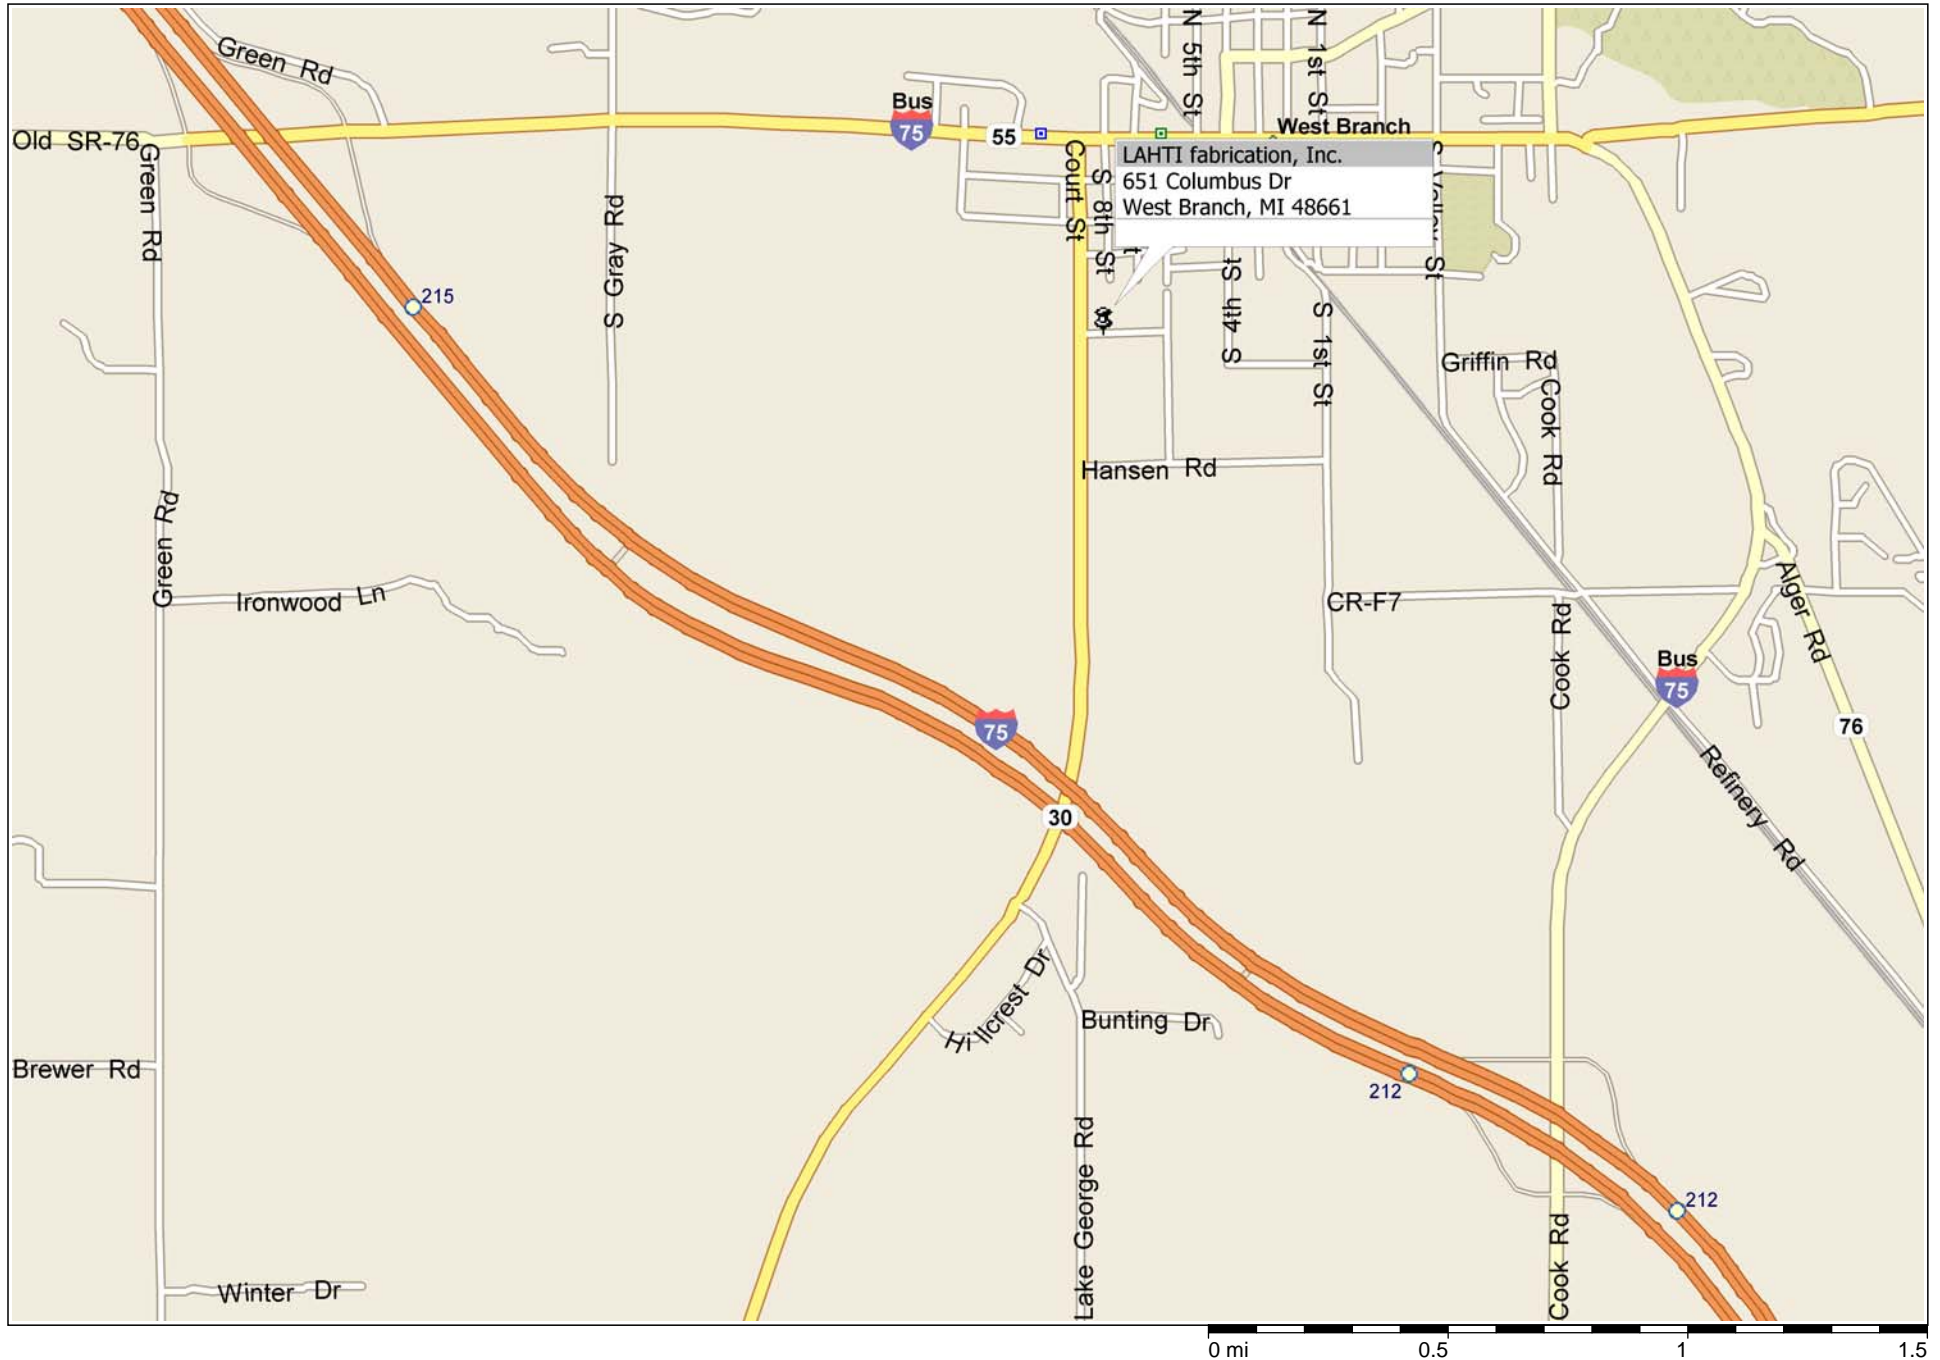 Green Rd
N 5th St
N 1st St
Bus
75
55
West Branch
Old SR-76
Green Rd
S Gray Rd
Court St
S 8th St
LAHTI fabrication, Inc.
651 Columbus Dr
West Branch, MI 48661
S Valley St
t
215
S 4th St
S 1st St
Griffin Rd
Cook Rd
Hansen Rd
Green Rd
Ironwood Ln
CR-F7
Alger Rd
Cook Rd
Bus
75
75
76
Refinery Rd
30
Hillcrest Dr
Bunting Dr
Brewer Rd
212
Lake George Rd
212
Cook Rd
Winter Dr
0 mi 0.5 1 1.5